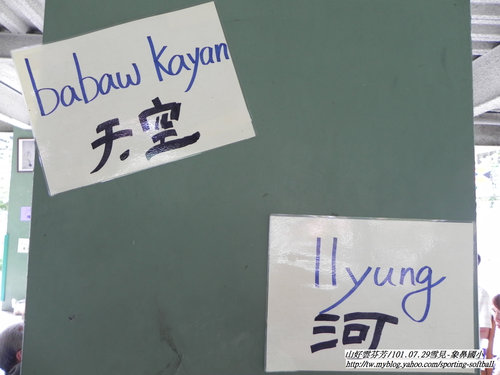 babaw kayan
天空
llyung
河
山好雲芬芳/101.07.29雪見-象鼻國小
http://tw.myblog.yahoo.com/sporting-softball